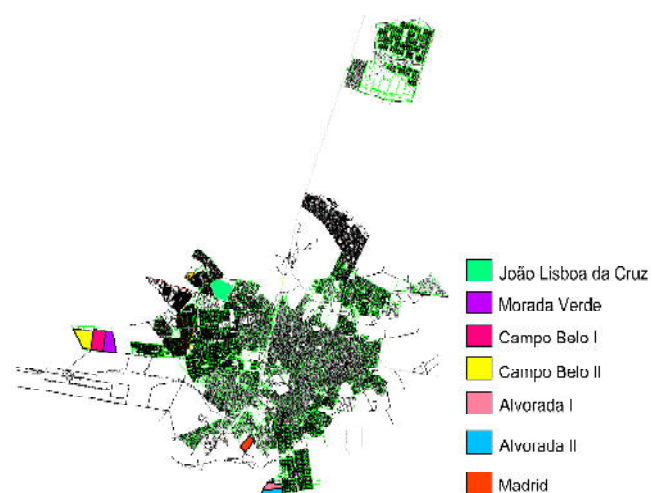 João Lisboa da Cruz
Morada Verde
Campo Belo I
Campo Belo II
Alvorada I
Alvorada II
Madrid